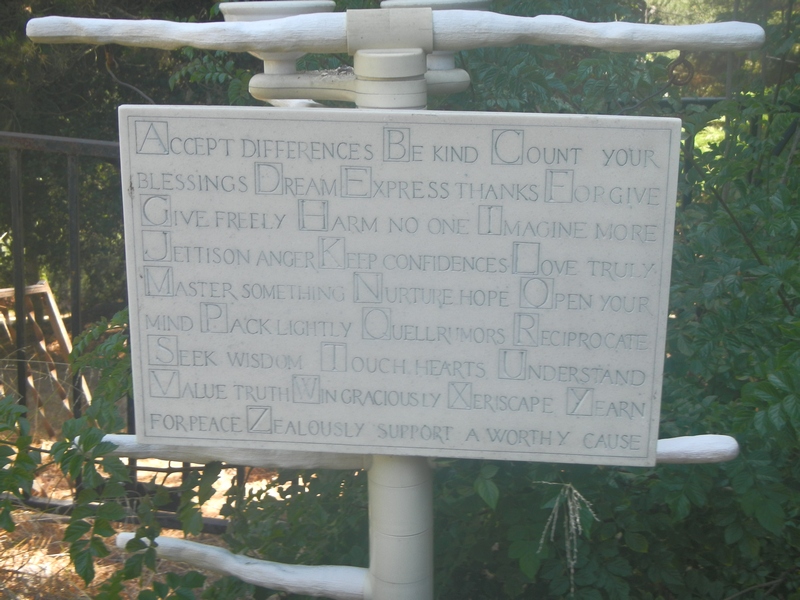 ACCEPT DIFFERENCES BE KIND COUNT YOUR
BLESSINGS DREAM EXPRESS THANKS FORGIVE
GIVE FREELY HARM NO ONE IMAGINE MORE
JETTISON ANGER KEEP CONFIDENCES LOVE TRULY
MASTER SOMETHING NURTURE HOPE OPEN YOUR
MIND PACK LIGHTLY QUELL RUMORS RECIPROCATE
SEEK WISDOM TOUCH HEARTS UNDERSTAND
VALUE TRUTH WIN GRACIOUSLY XERISCAPE YEARN
FOR PEACE ZEALOUSLY SUPPORT A WORTHY CAUSE